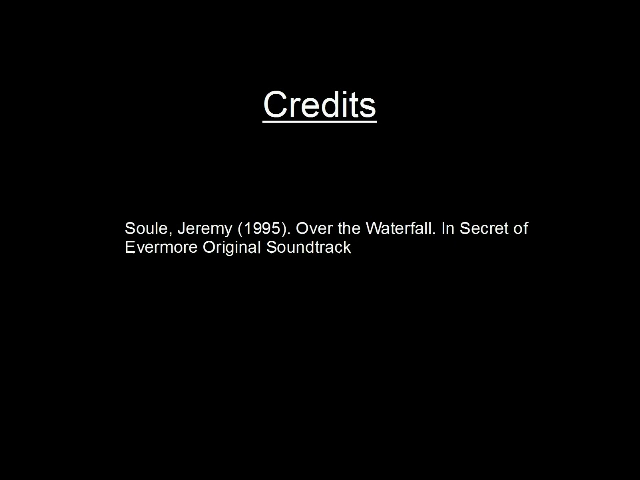 Credits
Soule, Jeremy (1995). Over the Waterfall. In Secret of
Evermore Original Soundtrack